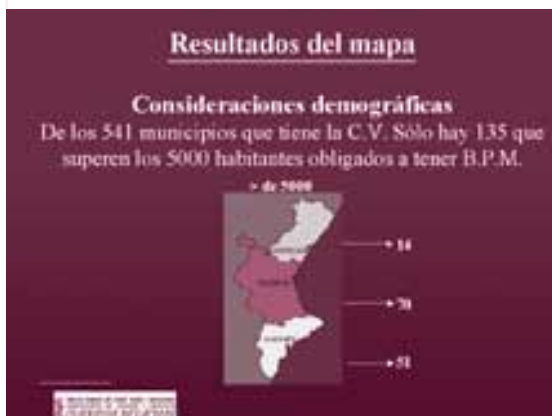 Resultados del mapa
Consideraciones demográficas
De los 541 municipios que tiene la C.V. Sólo hay 135 que
superen los 5000 habitantes obligados a tener B.P.M.
> de 5000
14
70
51